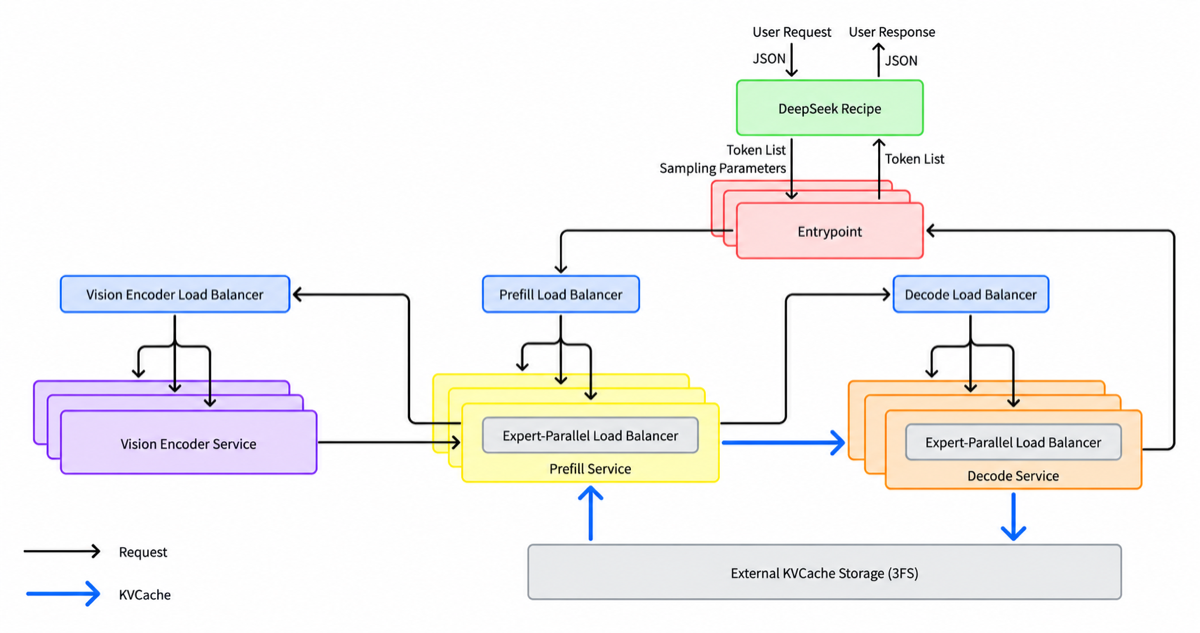 User Request
User Response
JSON
JSON
DeepSeek Recipe
Token List
Sampling Parameters
Token List
Entrypoint
Vision Encoder Load Balancer
Prefill Load Balancer
Decode Load Balancer
Vision Encoder Service
Expert-Parallel Load Balancer
Prefill Service
Expert-Parallel Load Balancer
Decode Service
Request
KVCache
External KVCache Storage (3FS)